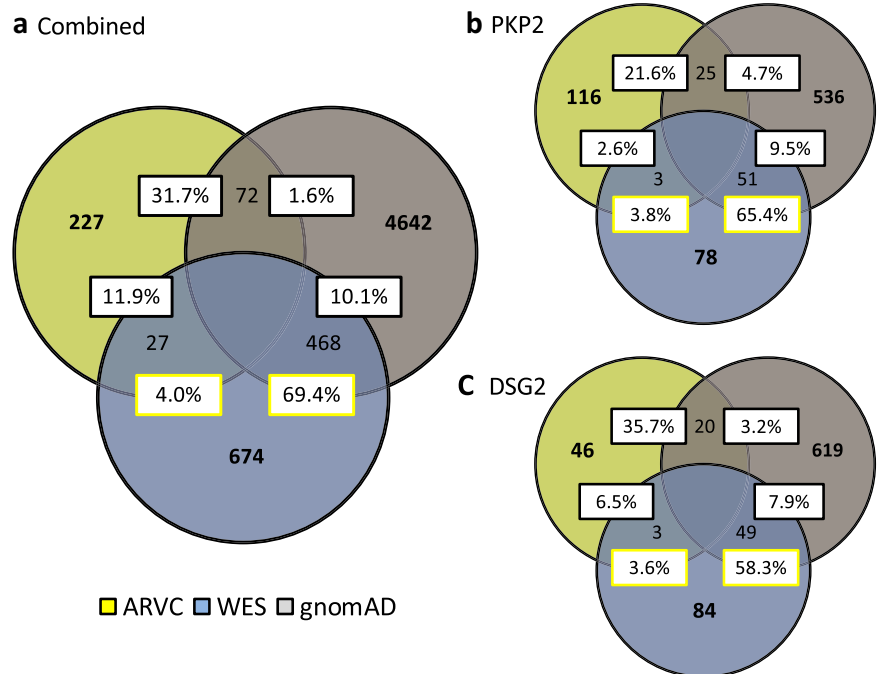 a Combined
31.7% 72 1.6%
227 4642
11.9% 10.1%
27 468
4.0% 69.4%
674
ARVC WES gnomAD
b PKP2
21.6% 25 4.7%
116 536
2.6% 9.5%
3 51
3.8% 65.4%
78
C DSG2
35.7% 20 3.2%
46 619
6.5% 7.9%
3 49
3.6% 58.3%
84